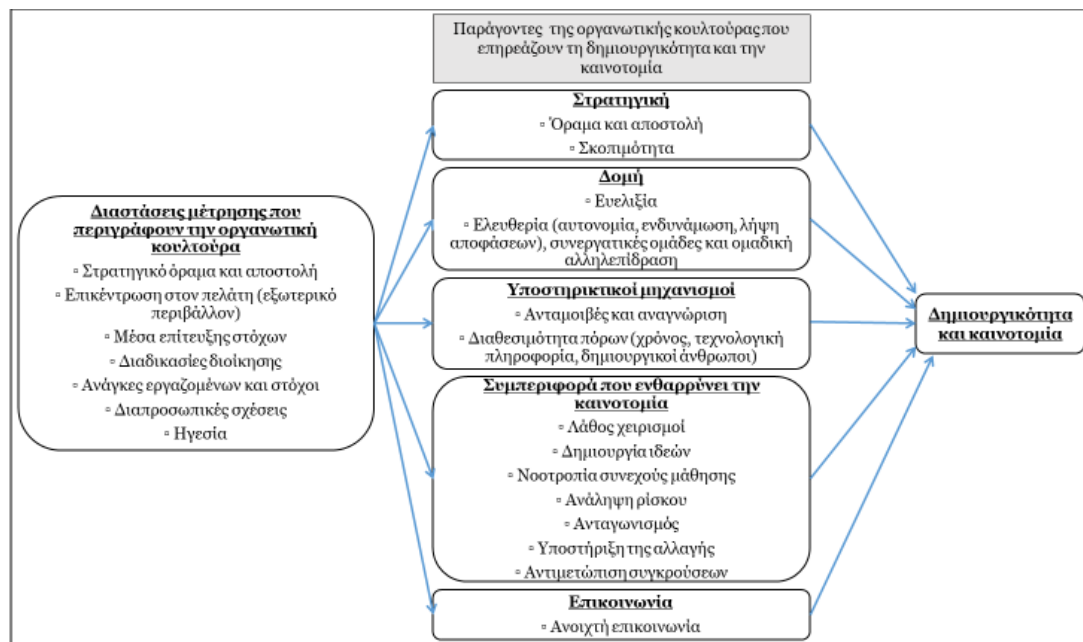 Παράγοντες της οργανωτικής κουλτούρας που
επηρεάζουν τη δημιουργικότητα και την
καινοτομία
Διαστάσεις μέτρησης που
περιγράφουν την οργανωτική
κουλτούρα
▫ Στρατηγικό όραμα και αποστολή
▫ Επικέντρωση στον πελάτη (εξωτερικό
περιβάλλον)
▫ Μέσα επίτευξης στόχων
▫ Διαδικασίες διοίκησης
▫ Ανάγκες εργαζομένων και στόχοι
▫ Διαπροσωπικές σχέσεις
▫ Ηγεσία
Στρατηγική
▫ Όραμα και αποστολή
▫ Σκοπιμότητα
Δομή
▫ Ευελιξία
▫ Ελευθερία (αυτονομία, ενδυνάμωση, λήψη
αποφάσεων), συνεργατικές ομάδες και ομαδική
αλληλεπίδραση
Υποστηρικτικοί μηχανισμοί
▫ Ανταμοιβές και αναγνώριση
▫ Διαθεσιμότητα πόρων (χρόνος, τεχνολογική
πληροφορία, δημιουργικοί άνθρωποι)
Συμπεριφορά που ενθαρρύνει την
καινοτομία
▫ Λάθος χειρισμοί
▫ Δημιουργία ιδεών
▫ Νοοτροπία συνεχούς μάθησης
▫ Ανάληψη ρίσκου
▫ Ανταγωνισμός
▫ Υποστήριξη της αλλαγής
▫ Αντιμετώπιση συγκρούσεων
Επικοινωνία
▫ Ανοιχτή επικοινωνία
Δημιουργικότητα
και καινοτομία